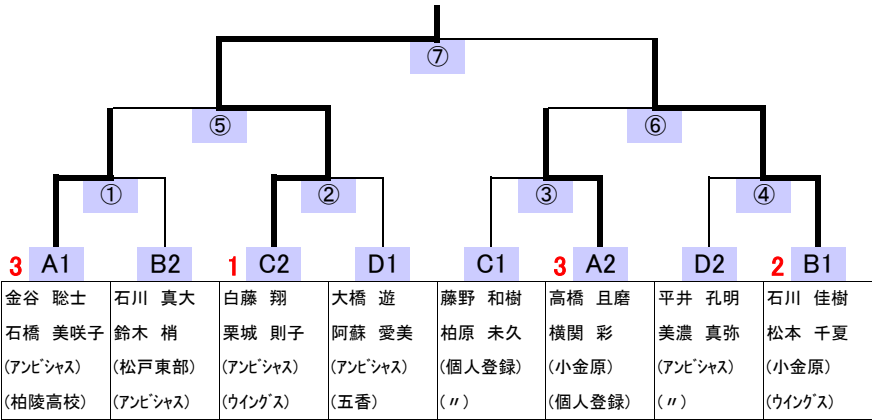 ⑦
⑤ ⑥
① ② ③ ④
3 A1 B2 1 C2 D1 C1 3 A2 D2 2 B1
金谷 聡士 石川 真大 白藤 翔 大橋 遊 藤野 和樹 高橋 且磨 平井 孔明 石川 佳樹
石橋 美咲子 鈴木 梢 栗城 則子 阿蘇 愛美 柏原 未久 横関 彩 美濃 真弥 松本 千夏
(ｱﾝﾋﾞｼｬｽ) (松戸東部) (ｱﾝﾋﾞｼｬｽ) (ｱﾝﾋﾞｼｬｽ) (個人登録) (小金原) (ｱﾝﾋﾞｼｬｽ) (小金原)
(柏陵高校) (ｱﾝﾋﾞｼｬｽ) (ｳｲﾝｸﾞｽ) (五香) (〃) (個人登録) (〃) (ｳｲﾝｸﾞｽ)